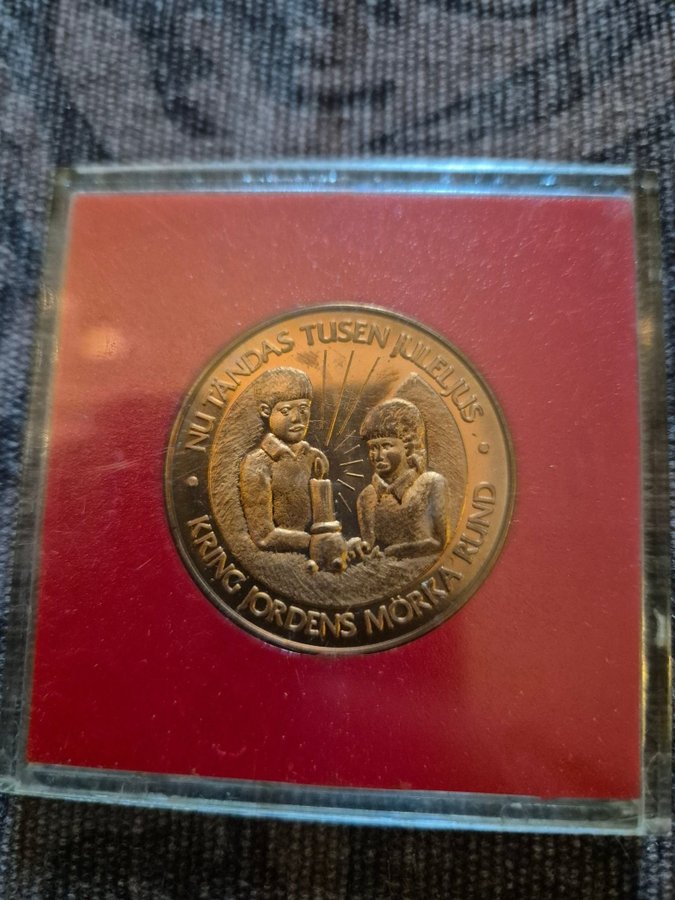 • NU TÄNDAS TUSEN JULELJUS •
KRING JORDENS MÖRKA RUND